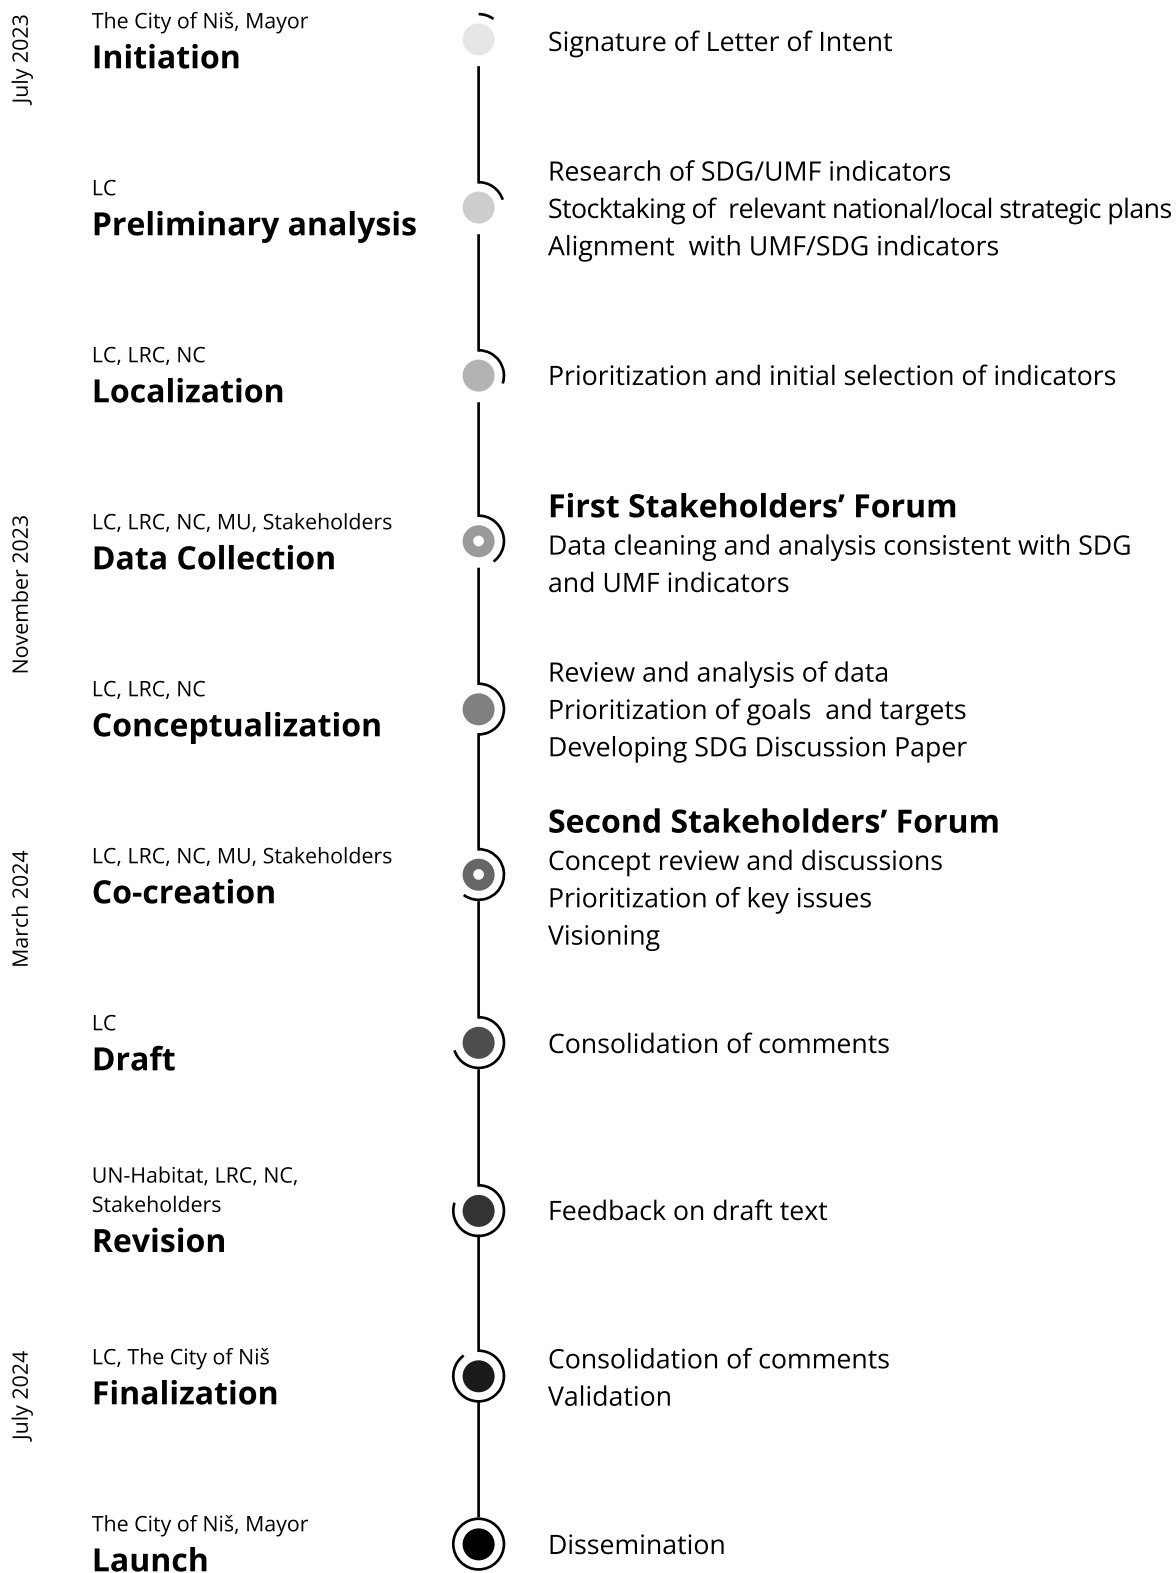 July 2023
The City of Niš, Mayor
Initiation
Signature of Letter of Intent
LC
Preliminary analysis
Research of SDG/UMF indicators
Stocktaking of relevant national/local strategic plans
Alignment with UMF/SDG indicators
LC, LRC, NC
Localization
Prioritization and initial selection of indicators
November 2023
LC, LRC, NC, MU, Stakeholders
Data Collection
First Stakeholders’ Forum
Data cleaning and analysis consistent with SDG
and UMF indicators
LC, LRC, NC
Conceptualization
Review and analysis of data
Prioritization of goals and targets
Developing SDG Discussion Paper
March 2024
LC, LRC, NC, MU, Stakeholders
Co-creation
Second Stakeholders’ Forum
Concept review and discussions
Prioritization of key issues
Visioning
LC
Draft
Consolidation of comments
UN-Habitat, LRC, NC,
Stakeholders
Revision
Feedback on draft text
July 2024
LC, The City of Niš
Finalization
Consolidation of comments
Validation
The City of Niš, Mayor
Launch
Dissemination